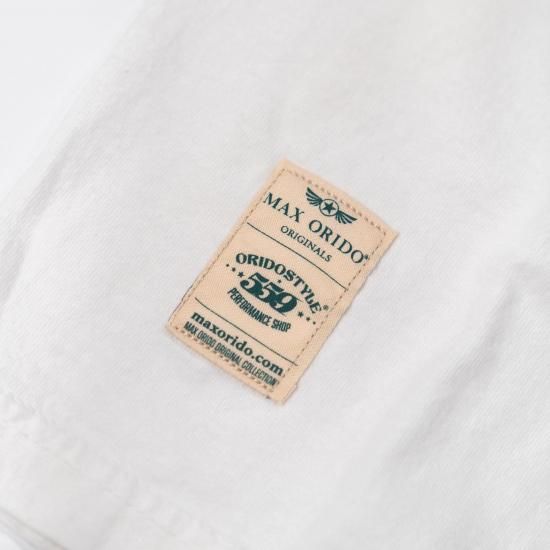 MAX ORIDO®
ORIGINALS
ORIDOSTYLE®
559
PERFORMANCE SHOP
maxorido.com
MAX ORIDO ORIGINAL COLLECTION